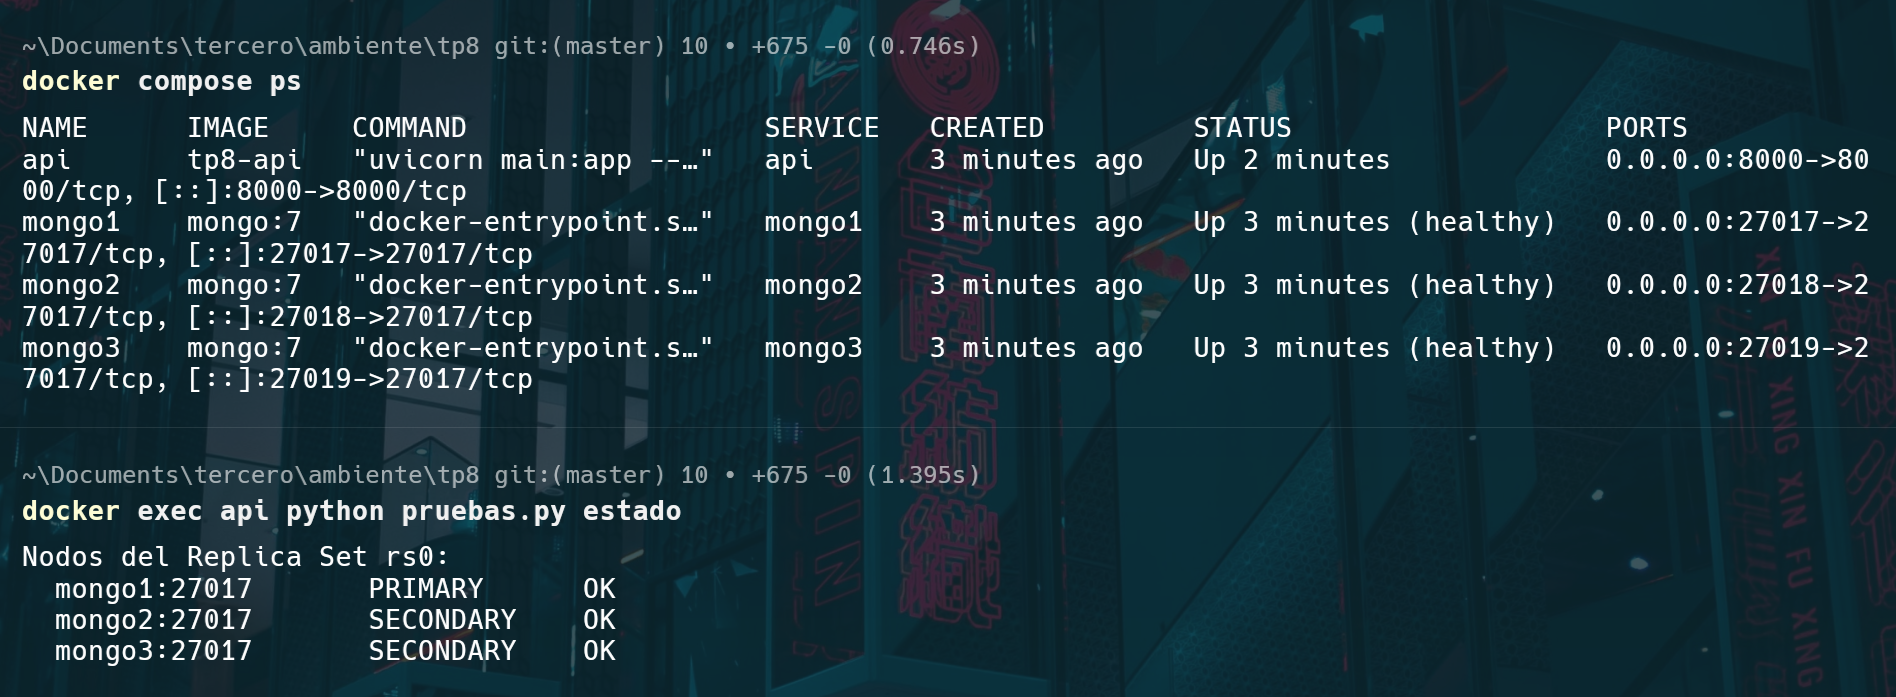 ~\Documents\tercero\ambiente\tp8 git:(master) 10 • +675 -0 (0.746s)
docker compose ps
NAME      IMAGE     COMMAND                  SERVICE   CREATED         STATUS                   PORTS
api       tp8-api   "uvicorn main:app --…"   api       3 minutes ago   Up 2 minutes             0.0.0.0:8000->80
00/tcp, [::]:8000->8000/tcp
mongo1    mongo:7   "docker-entrypoint.s…"   mongo1    3 minutes ago   Up 3 minutes (healthy)   0.0.0.0:27017->2
7017/tcp, [::]:27017->27017/tcp
mongo2    mongo:7   "docker-entrypoint.s…"   mongo2    3 minutes ago   Up 3 minutes (healthy)   0.0.0.0:27018->2
7017/tcp, [::]:27018->27017/tcp
mongo3    mongo:7   "docker-entrypoint.s…"   mongo3    3 minutes ago   Up 3 minutes (healthy)   0.0.0.0:27019->2
7017/tcp, [::]:27019->27017/tcp
~\Documents\tercero\ambiente\tp8 git:(master) 10 • +675 -0 (1.395s)
docker exec api python pruebas.py estado
Nodos del Replica Set rs0:
  mongo1:27017       PRIMARY      OK
  mongo2:27017       SECONDARY    OK
  mongo3:27017       SECONDARY    OK
XING XIN FU XING